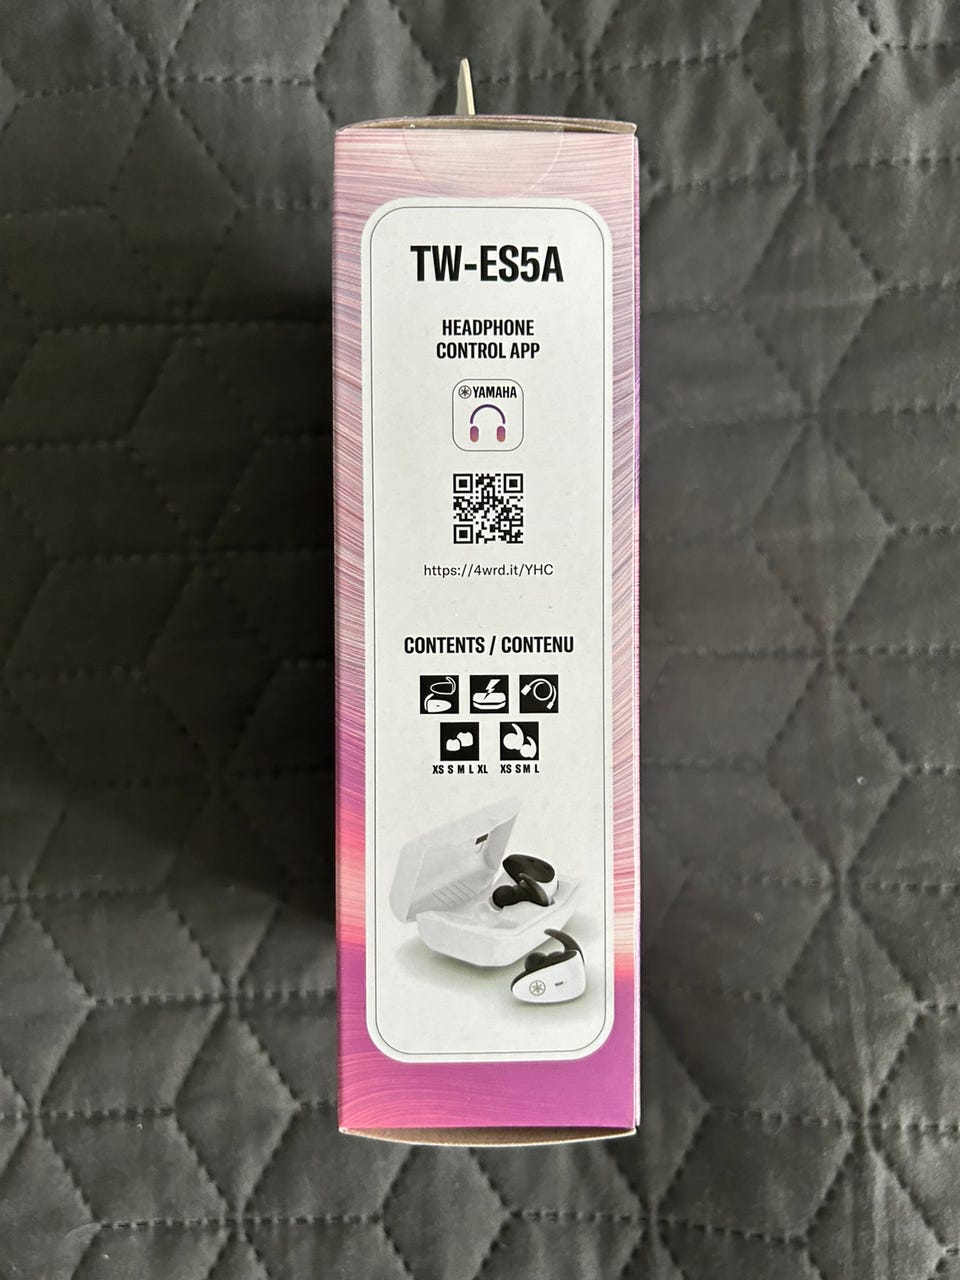 TW-ES5A
HEADPHONE
CONTROL APP
YAMAHA
https://4wrd.it/YHC
CONTENTS / CONTENU
XS S M L XL XS S M L